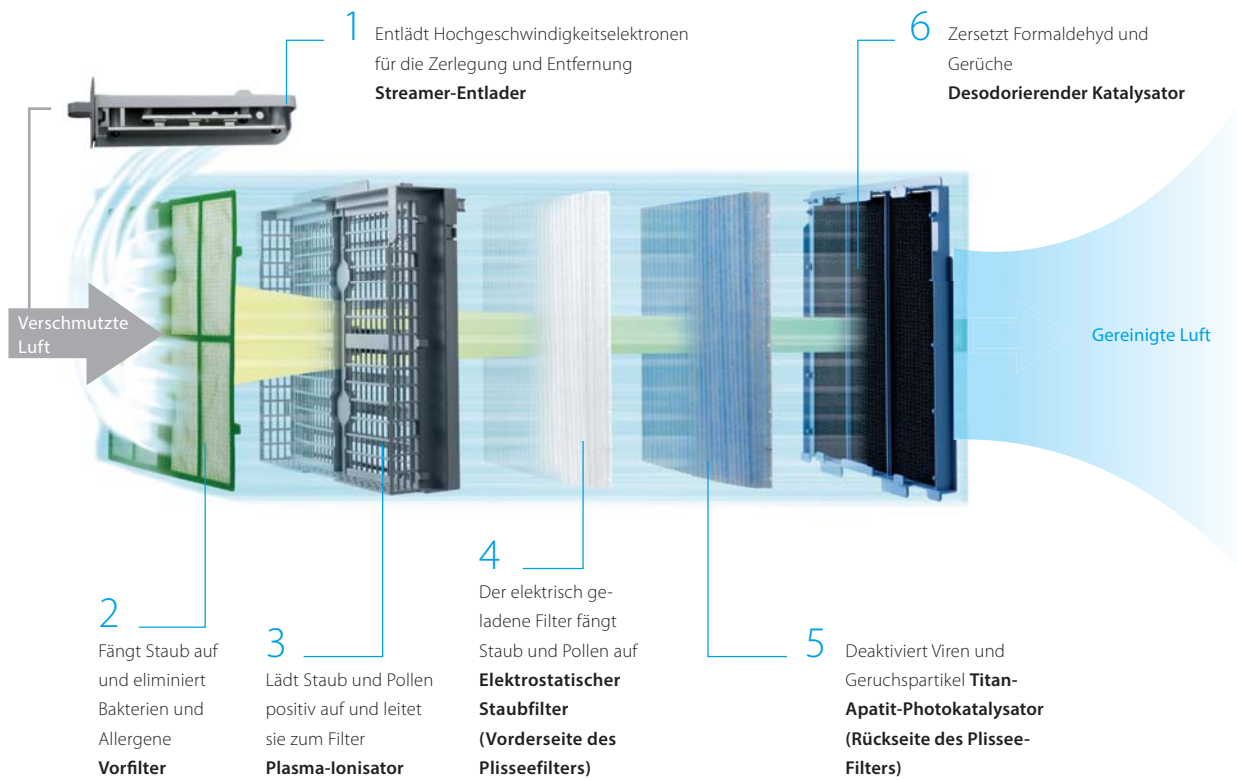 1
Entlädt Hochgeschwindigkeitselektronen
für die Zerlegung und Entfernung
Streamer-Entlader
6
Zersetzt Formaldehyd und
Gerüche
Desodorierender Katalysator
Verschmutzte
Luft
Gereinigte Luft
2
Fängt Staub auf
und eliminiert
Bakterien und
Allergene
Vorfilter
3
Lädt Staub und Pollen
positiv auf und leitet
sie zum Filter
Plasma-Ionisator
4
Der elektrisch ge-
ladene Filter fängt
Staub und Pollen auf
Elektrostatischer
Staubfilter
(Vorderseite des
Plisseefilters)
5
Deaktiviert Viren und
Geruchspartikel Titan-
Apatit-Photokatalysator
(Rückseite des Plissee-
Filters)